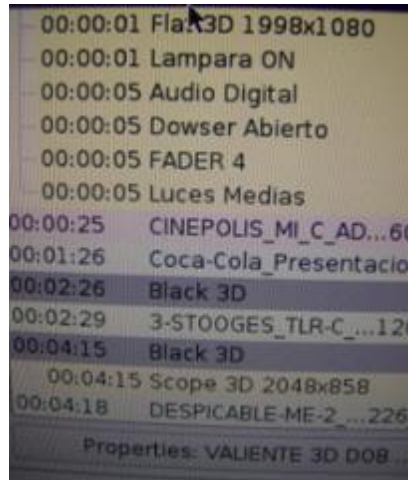 00:00:01 Flat 3D 1998x1080
00:00:01 Lampara ON
00:00:05 Audio Digital
00:00:05 Dowser Abierto
00:00:05 FADER 4
00:00:05 Luces Medias
00:00:25 CINEPOLIS_MI_C_AD...60
00:01:26 Coca-Cola_Presentacio
00:02:26 Black 3D
00:02:29 3-STOOGES_TLR-C_...126
00:04:15 Black 3D
00:04:15 Scope 3D 2048x858
00:04:18 DESPICABLE-ME-2_...226
Properties: VALIENTE 3D DOB...